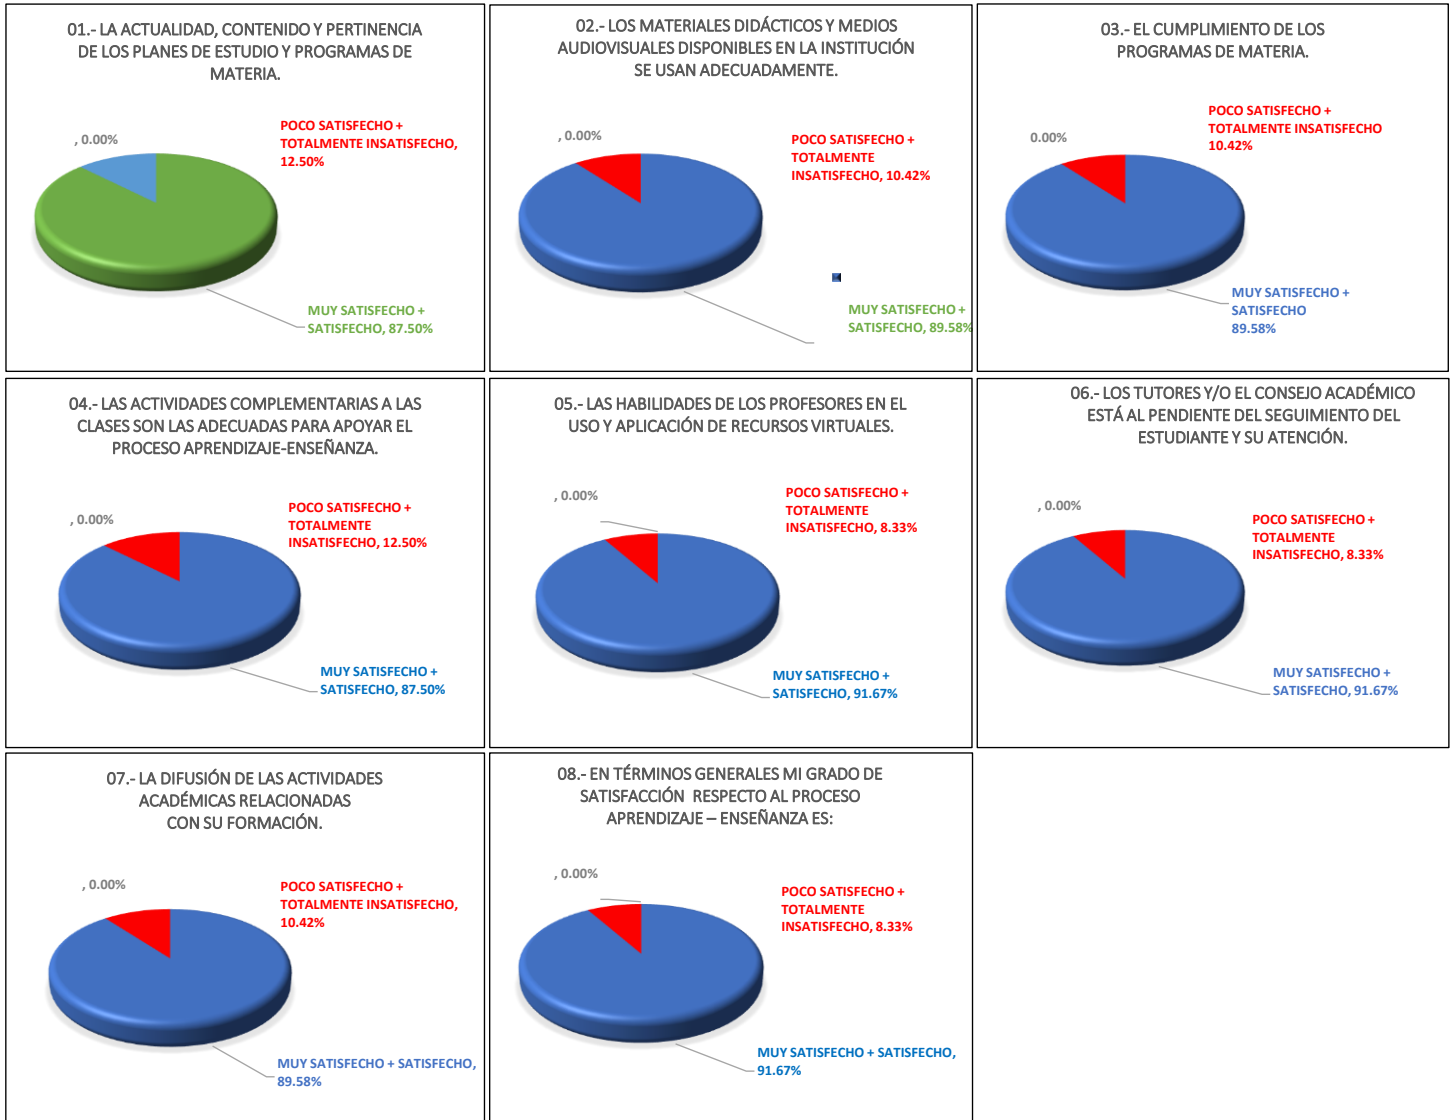 01.- LA ACTUALIDAD, CONTENIDO Y PERTINENCIA
DE LOS PLANES DE ESTUDIO Y PROGRAMAS DE
MATERIA.
, 0.00%
POCO SATISFECHO +
TOTALMENTE INSATISFECHO,
12.50%
MUY SATISFECHO +
SATISFECHO, 87.50%
02.- LOS MATERIALES DIDÁCTICOS Y MEDIOS
AUDIOVISUALES DISPONIBLES EN LA INSTITUCIÓN
SE USAN ADECUADAMENTE.
, 0.00%
POCO SATISFECHO +
TOTALMENTE
INSATISFECHO, 10.42%
MUY SATISFECHO +
SATISFECHO, 89.58%
03.- EL CUMPLIMIENTO DE LOS
PROGRAMAS DE MATERIA.
0.00%
POCO SATISFECHO +
TOTALMENTE INSATISFECHO
10.42%
MUY SATISFECHO +
SATISFECHO
89.58%
04.- LAS ACTIVIDADES COMPLEMENTARIAS A LAS
CLASES SON LAS ADECUADAS PARA APOYAR EL
PROCESO APRENDIZAJE-ENSEÑANZA.
, 0.00%
POCO SATISFECHO +
TOTALMENTE
INSATISFECHO, 12.50%
MUY SATISFECHO +
SATISFECHO, 87.50%
05.- LAS HABILIDADES DE LOS PROFESORES EN EL
USO Y APLICACIÓN DE RECURSOS VIRTUALES.
, 0.00%
POCO SATISFECHO +
TOTALMENTE
INSATISFECHO, 8.33%
MUY SATISFECHO +
SATISFECHO, 91.67%
06.- LOS TUTORES Y/O EL CONSEJO ACADÉMICO
ESTÁ AL PENDIENTE DEL SEGUIMIENTO DEL
ESTUDIANTE Y SU ATENCIÓN.
, 0.00%
POCO SATISFECHO +
TOTALMENTE
INSATISFECHO, 8.33%
MUY SATISFECHO +
SATISFECHO, 91.67%
07.- LA DIFUSIÓN DE LAS ACTIVIDADES
ACADÉMICAS RELACIONADAS
CON SU FORMACIÓN.
, 0.00%
POCO SATISFECHO +
TOTALMENTE INSATISFECHO,
10.42%
MUY SATISFECHO + SATISFECHO,
89.58%
08.- EN TÉRMINOS GENERALES MI GRADO DE
SATISFACCIÓN RESPECTO AL PROCESO
APRENDIZAJE – ENSEÑANZA ES:
, 0.00%
POCO SATISFECHO +
TOTALMENTE
INSATISFECHO, 8.33%
MUY SATISFECHO + SATISFECHO,
91.67%